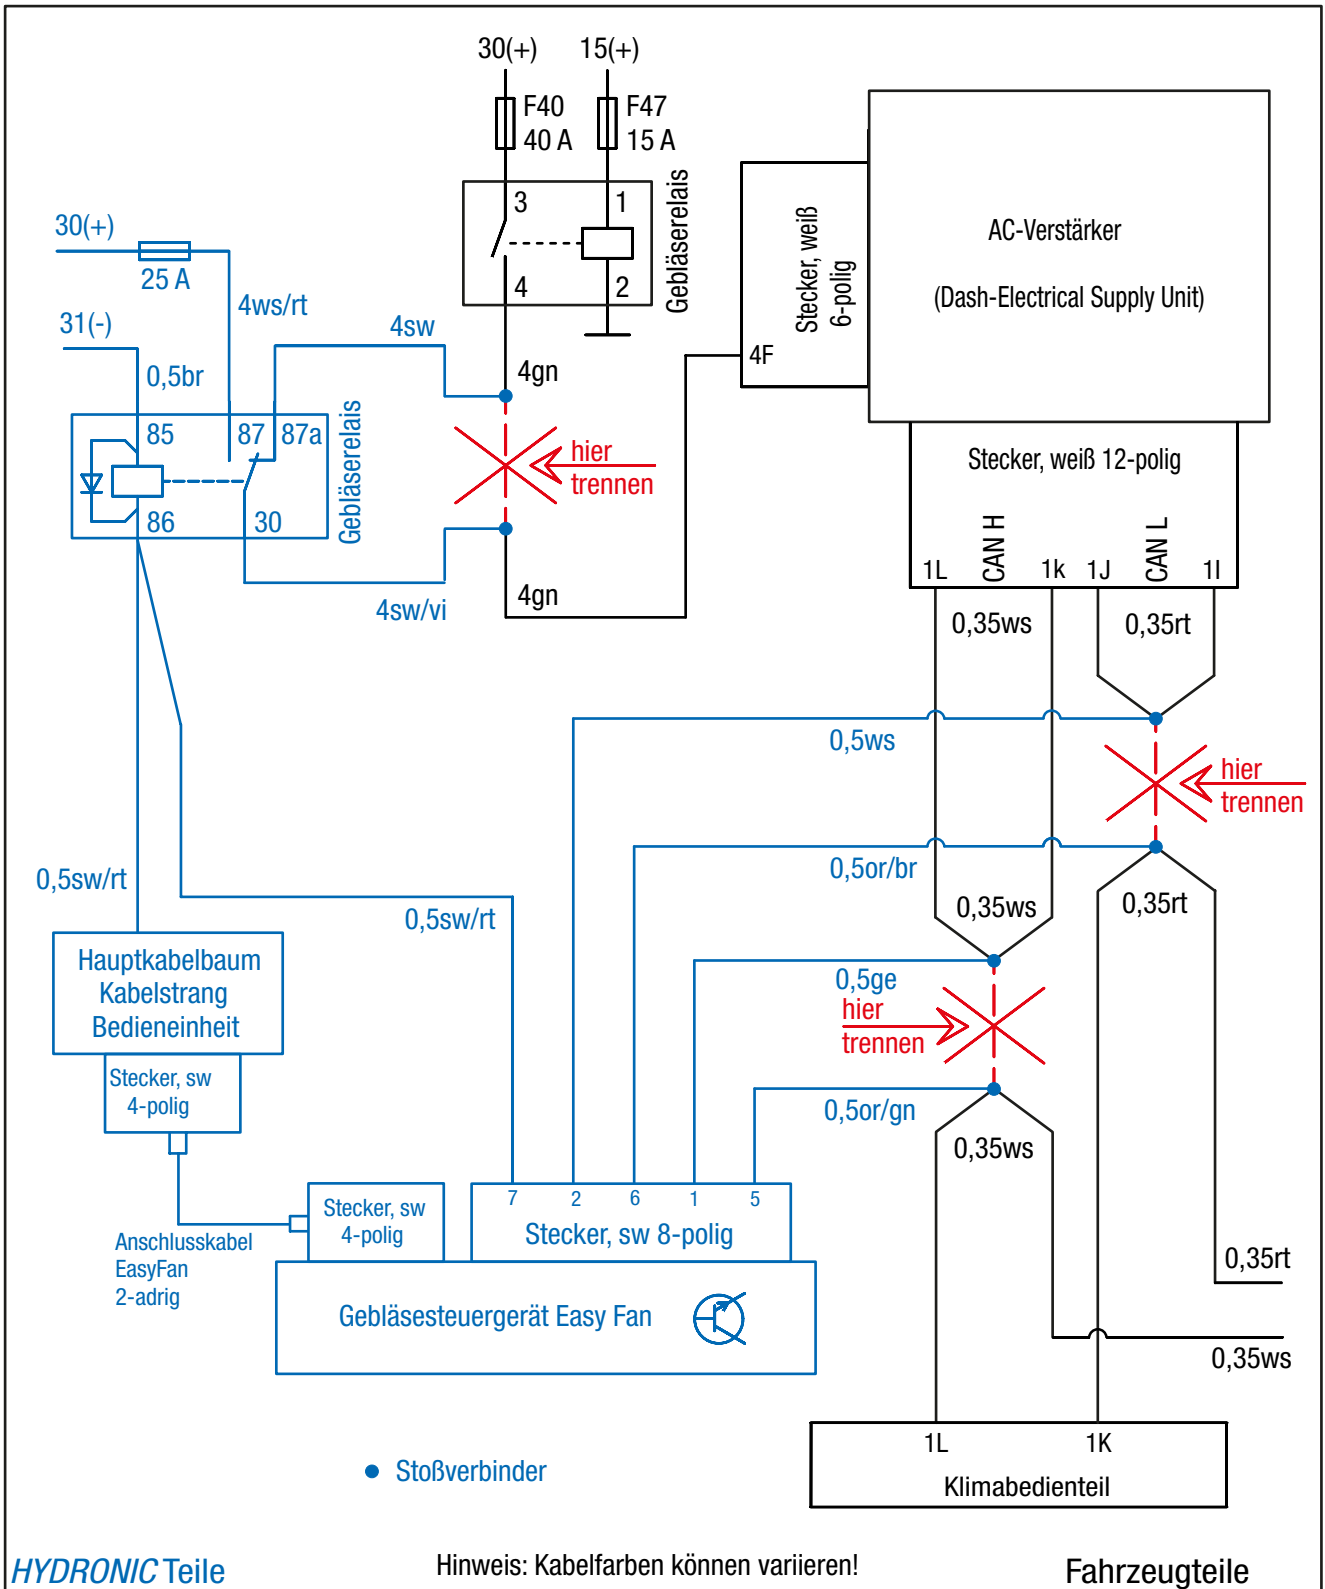 30(+)
15(+)
F40
40 A
F47
15 A
3
1
4
2
Gebläserelais
AC-Verstärker
(Dash-Electrical Supply Unit)
Stecker, weiß
6-polig
4F
Stecker, weiß 12-polig
1L
CAN H
1k
1J
CAN L
1I
30(+)
25 A
4ws/rt
31(-)
0,5br
4sw
4gn
85
87
87a
86
30
Gebläserelais
hier
trennen
4sw/vi
4gn
0,35ws
0,35rt
0,5ws
hier
trennen
0,5or/br
0,35ws
0,35rt
0,5sw/rt
0,5sw/rt
0,5ge
hier
trennen
0,5or/gn
0,35ws
Hauptkabelbaum
Kabelstrang
Bedieneinheit
Stecker, sw
4-polig
Anschlusskabel
EasyFan
2-adrig
Stecker, sw
4-polig
7
2
6
1
5
Stecker, sw 8-polig
Gebläsesteuergerät Easy Fan
0,35rt
0,35ws
1L
1K
Klimabedienteil
Stoßverbinder
HYDRONIC Teile
Hinweis: Kabelfarben können variieren!
Fahrzeugteile